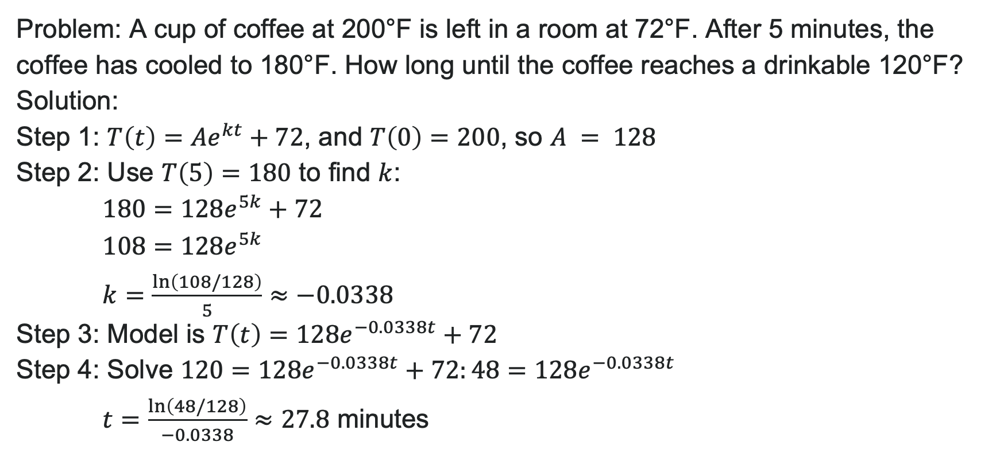 Problem: A cup of coffee at 200°F is left in a room at 72°F. After 5 minutes, the
coffee has cooled to 180°F. How long until the coffee reaches a drinkable 120°F?
Solution:
Step 1: T(t) = Ae^{kt} + 72, and T(0) = 200, so A = 128
Step 2: Use T(5) = 180 to find k:
180 = 128e^{5k} + 72
108 = 128e^{5k}
k = \frac{ln(108/128)}{5} ≈ −0.0338
Step 3: Model is T(t) = 128e^{−0.0338t} + 72
Step 4: Solve 120 = 128e^{−0.0338t} + 72: 48 = 128e^{−0.0338t}
t = \frac{ln(48/128)}{−0.0338} ≈ 27.8 minutes